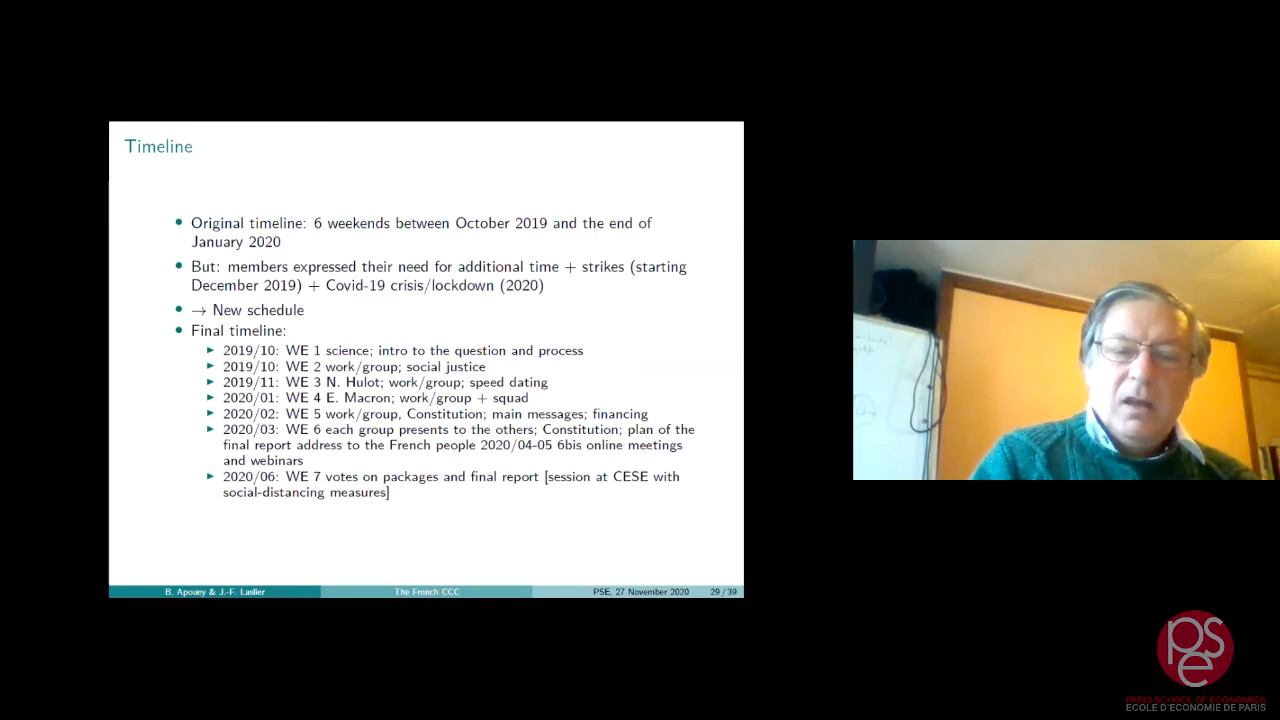 Timeline
• Original timeline: 6 weekends between October 2019 and the end of
January 2020
• But: members expressed their need for additional time + strikes (starting
December 2019) + Covid-19 crisis/lockdown (2020)
• → New schedule
• Final timeline:
▶ 2019/10: WE 1 science; intro to the question and process
▶ 2019/10: WE 2 work/group; social justice
▶ 2019/11: WE 3 N. Hulot; work/group; speed dating
▶ 2020/01: WE 4 E. Macron; work/group + squad
▶ 2020/02: WE 5 work/group, Constitution; main messages; financing
▶ 2020/03: WE 6 each group presents to the others; Constitution; plan of the
final report address to the French people 2020/04-05 6bis online meetings
and webinars
▶ 2020/06: WE 7 votes on packages and final report [session at CESE with
social-distancing measures]
B. Apouey & J.-F. Laslier
The French CCC
PSE, 27 November 2020
29 / 39
pse
PARIS SCHOOL OF ECONOMICS
ECOLE D'ECONOMIE DE PARIS